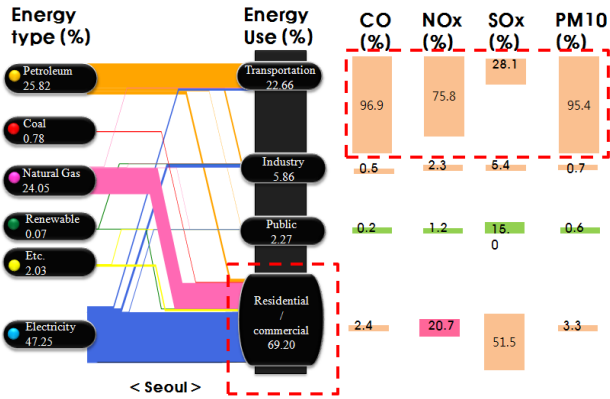 Energy
type (%)
Energy
Use (%)
CO
(%)
NOx
(%)
SOx
(%)
PM10
(%)
Petroleum
25.82
Coal
0.78
Natural Gas
24.05
Renewable
0.07
Etc.
2.03
Electricity
47.25
Transportation
22.66
Industry
5.86
Public
2.27
Residential
/
commercial
69.20
96.9
75.8
28.1
95.4
0.5
2.3
5.4
0.7
0.2
1.2
15.
0
0.6
2.4
20.7
51.5
3.3
< Seoul >